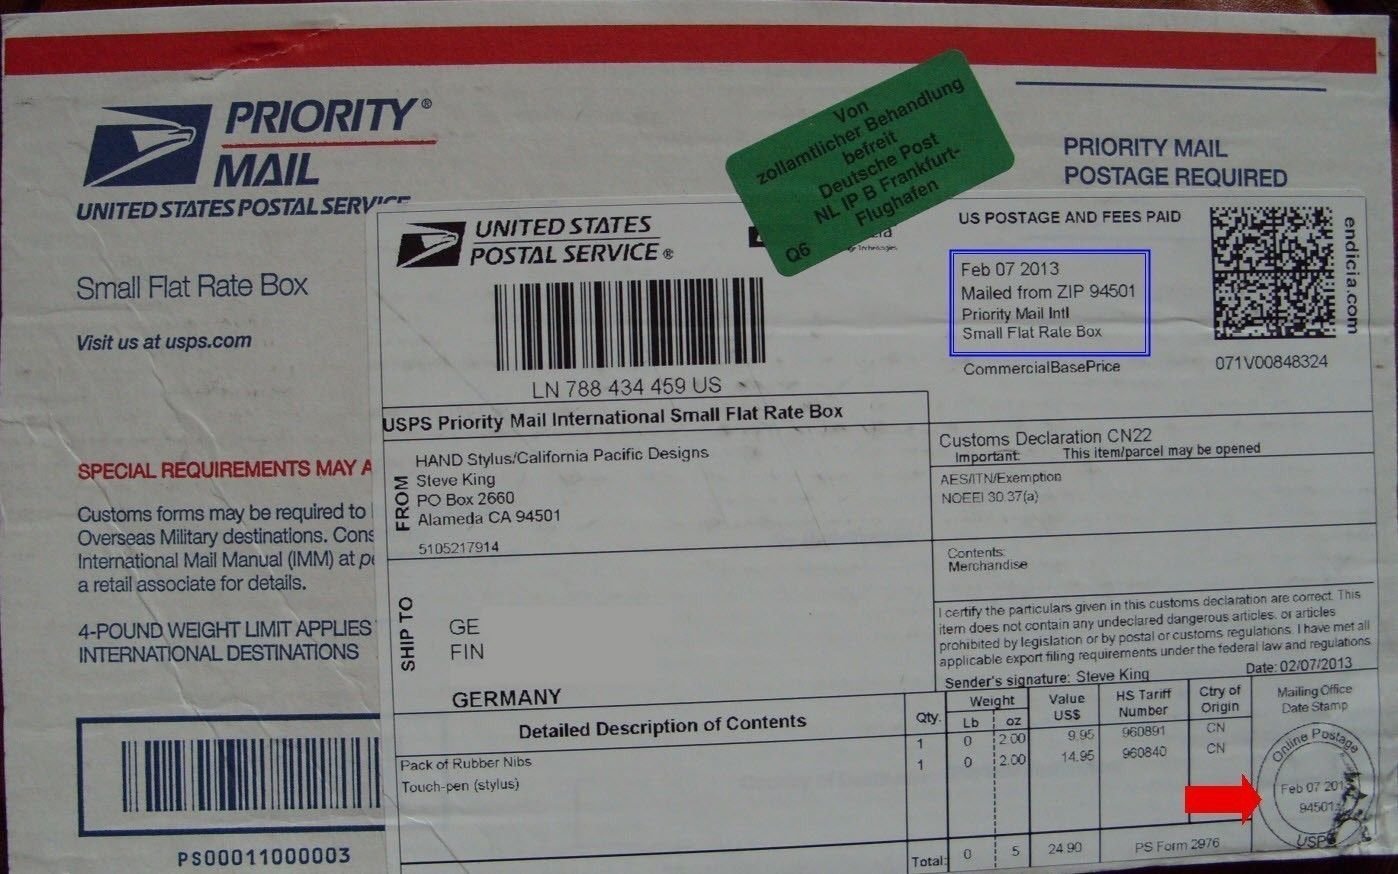 PRIORITY®
MAIL
UNITED STATES POSTAL SERVICE
Small Flat Rate Box
Visit us at usps.com
SPECIAL REQUIREMENTS MAY A
Customs forms may be required to
Overseas Military destinations. Cons
International Mail Manual (IMM) at pe
a retail associate for details.
4-POUND WEIGHT LIMIT APPLIES
INTERNATIONAL DESTINATIONS
PS00011000003
PRIORITY MAIL
POSTAGE REQUIRED
Von
zollamtlicher Behandlung
befreit
Deutsche Post
NL IP B Frankfurt-
Flughafen
Q6
UNITED STATES
POSTAL SERVICE®
Technologies
LN 788 434 459 US
US POSTAGE AND FEES PAID
Feb 07 2013
Mailed from ZIP 94501
Priority Mail Intl
Small Flat Rate Box
CommercialBasePrice
endicia.com
071V00848324
USPS Priority Mail International Small Flat Rate Box
FROM
HAND Stylus/California Pacific Designs
Steve King
PO Box 2660
Alameda CA 94501
5105217914
SHIP TO
GE
FIN
GERMANY
Customs Declaration CN22
Important: This item/parcel may be opened
AES/ITN/Exemption
NOEEI 30.37(a)
Contents:
Merchandise
I certify the particulars given in this customs declaration are correct. This
item does not contain any undeclared dangerous articles, or articles
prohibited by legislation or by postal or customs regulations. I have met all
applicable export filing requirements under the federal law and regulations
Sender's signature: Steve King Date: 02/07/2013
Detailed Description of Contents Qty. Weight Lb oz Value US$ HS Tariff Number Ctry of Origin
Pack of Rubber Nibs 1 0 2.00 9.95 960891 CN
Touch-pen (stylus) 1 0 2.00 14.95 960840 CN
Total: 0 5 24.90 PS Form 2976
Mailing Office
Date Stamp
Online Postage
Feb 07 201
94501
USPS